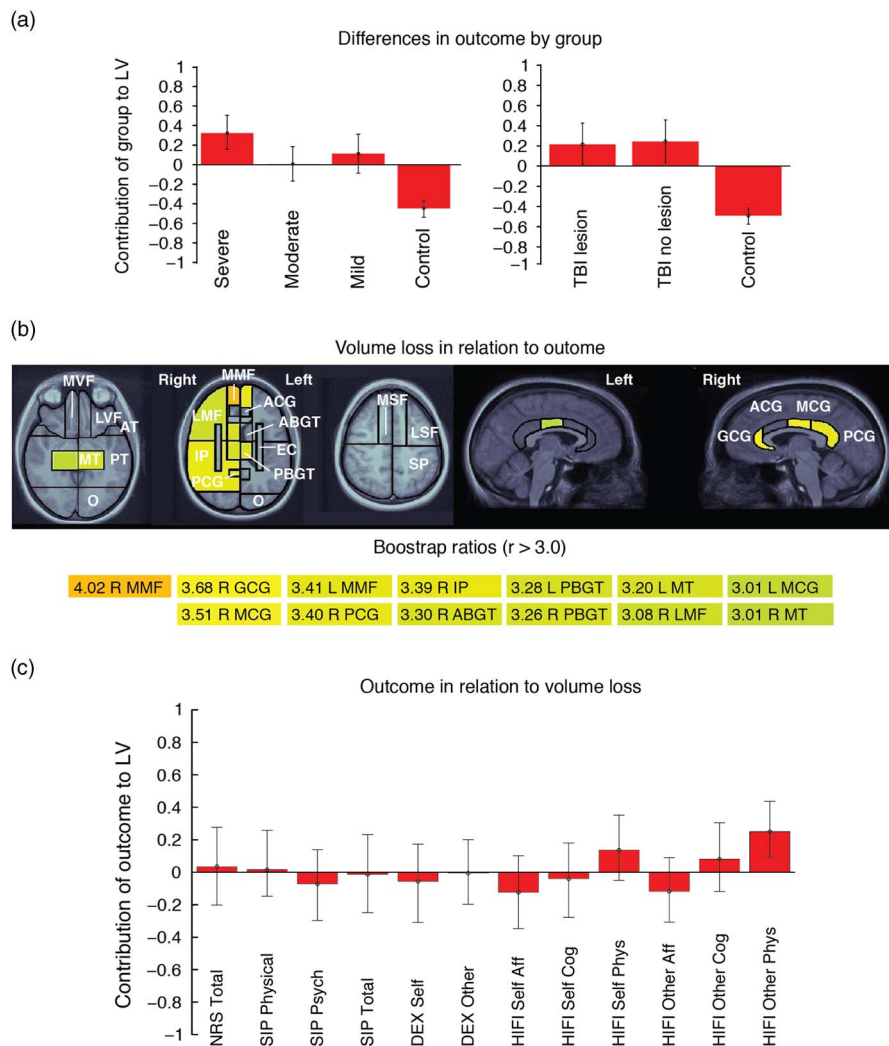 (a)
Differences in outcome by group
Contribution of group to LV
1
0.8
0.6
0.4
0.2
0
−0.2
−0.4
−0.6
−0.8
−1
Severe
Moderate
Mild
Control
1
0.8
0.6
0.4
0.2
0
−0.2
−0.4
−0.6
−0.8
−1
TBI lesion
TBI no lesion
Control
(b)
Volume loss in relation to outome
MVF
LVF
AT
MT PT
O
Right MMF Left
ACG
LMF
ABGT
EC
IP
PBGT
PCG
O
MSF
LSF
SP
Left
Right
ACG MCG
GCG PCG
Boostrap ratios (r > 3.0)
4.02 R MMF 3.68 R GCG 3.41 L MMF 3.39 R IP 3.28 L PBGT 3.20 L MT 3.01 L MCG
3.51 R MCG 3.40 R PCG 3.30 R ABGT 3.26 R PBGT 3.08 R LMF 3.01 R MT
(c)
Outcome in relation to volume loss
Contribution of outcome to LV
1
0.8
0.6
0.4
0.2
0
−0.2
−0.4
−0.6
−0.8
−1
NRS Total
SIP Physical
SIP Psych
SIP Total
DEX Self
DEX Other
HIFI Self Aff
HIFI Self Cog
HIFI Self Phys
HIFI Other Aff
HIFI Other Cog
HIFI Other Phys